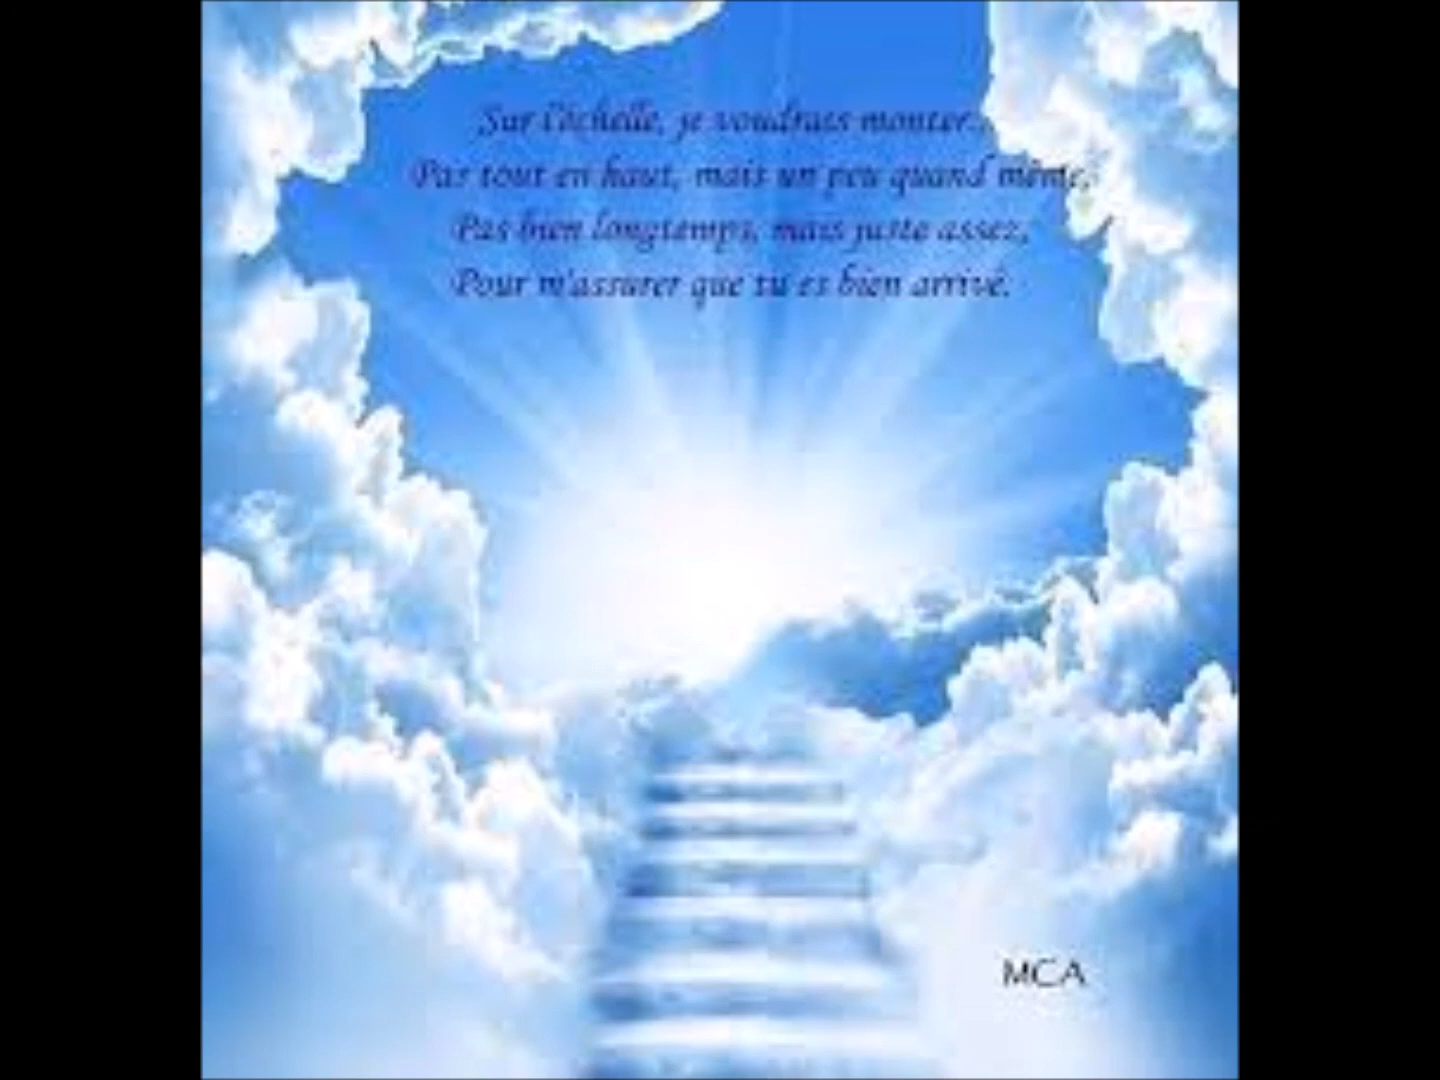 Sur l'échelle, je voudrais monter...
Pas tout en haut, mais un peu quand même,
Pas bien longtemps, mais juste assez,
Pour m'assurer que tu es bien arrivé.
MCA